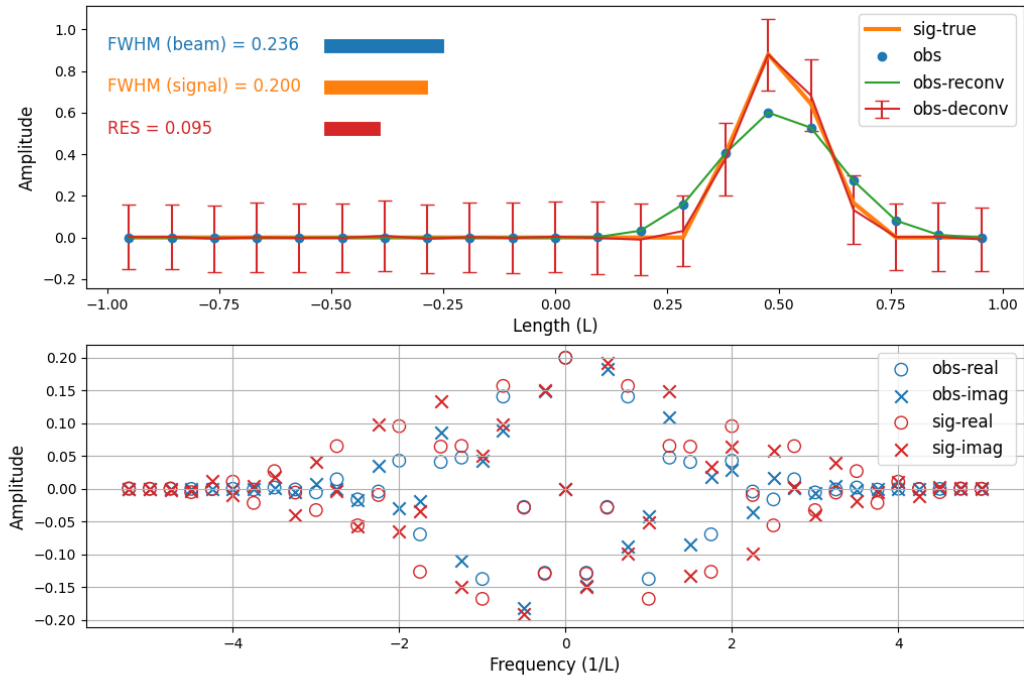 FWHM (beam) = 0.236
FWHM (signal) = 0.200
RES = 0.095
sig-true
obs
obs-reconv
obs-deconv
Amplitude
1.0
0.8
0.6
0.4
0.2
0.0
−0.2
−1.00 −0.75 −0.50 −0.25 0.00 0.25 0.50 0.75 1.00
Length (L)
obs-real
obs-imag
sig-real
sig-imag
Amplitude
0.20
0.15
0.10
0.05
0.00
−0.05
−0.10
−0.15
−0.20
−4 −2 0 2 4
Frequency (1/L)